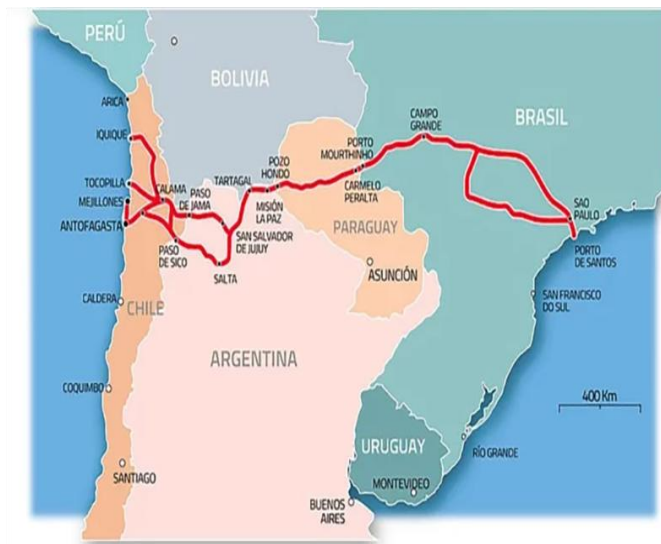 PERÚ
BOLIVIA
BRASIL
ARICA
IQUIQUE
TOCOPILLA
MEJILLONES
ANTOFAGASTA
CALAMA
PASO
DE JAMA
PASO
DE SICO
TARTAGAL
POZO
HONDO
MISIÓN
LA PAZ
PORTO
MOURTHINHO
CARMELO
PERALTA
CAMPO
GRANDE
SAO
PAULO
PORTO
DE SANTOS
SAN SALVADOR
DE JUJUY
SALTA
PARAGUAY
ASUNCIÓN
SAN FRANCISCO
DO SUL
CALDERA
CHILE
ARGENTINA
COQUIMBO
400 Km
URUGUAY
RÍO GRANDE
SANTIAGO
MONTEVIDEO
BUENOS
AIRES